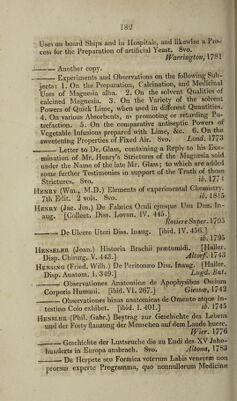 182
Uses on board Ships and in Hospitals, and likewise a Pro-
cess for the Preparation of artificial Yeast. 8vo.
Warrington, 1781
—— Another copy.
—— Experiments and Observations on the following Sub-
jects: 1. On the Preparation, Calcination, and Medicinal
Uses of Magnesia alba. 2. On the solvent Qualities of
calcined Magnesia. 3. On the Variety of the solvent
Powers of Quick Lime, when used in different Quantities.
4. On various Absorbents, as promoting or retarding Pu-
trefaction. 5. On the comparative antiseptic Powers of
Vegetable Infusions prepared with Lime, &c. 6. On the
sweetening Properties of Fixed Air. 8vo. Lond. 1773
—— Letter to Dr. Glass, containing a Reply to his Exa-
mination of Mr. Henry's Strictures of the Magnesia sold
under the Name of the late Mr. Glass; to which are added
some further Testimonies in support of the Truth of those
Strictures. 8vo. ib. 1774
HENRY (Wm., M.D.) Elements of experimental Chemistry.
7th Edit. 2 vols. 8vo. ib. 1815
HENRY (Jac. Jos.) De Fabrica Oculi ejusque Usu Diss. In-
aug. [Collect. Diss. Lovan. IV. 445.]
Roviere Super. 1795
—— De Ulcere Uteri Diss. Inaug. [ibid. IV. 456.]
ib. 1795
HENSELER (Joan.) Historia Brachii præetumidi. [Haller.
Disp. Chirurg. V. 443.] Altorf. 1743
HENSING (Fried. Wilh.) De Peritonæo Diss. Inaug. [Haller.
Disp. Anatom. 1. 349.] Lugd. Bat.
—— Observationes Anatomicæ de Apophysibus Ossium
Corporis Humani. [ibid. VI. 267.] Giessæ, 1742
—— Observationes binas anatomicas de Omento atque In-
testino Colo exhibet. [ibid. I. 401.] ib. 1745
HENSLER (Phil. Gabr.) Beytrag zur Geschichte des Lebens
und der Forty flanzung der Menschen auf dem Lande hurce.
Wier. 1776
—— Geschichte der Lustseuche die zu Endi des XV Jahr-
hunderts in Europa ausbrach. 8vo. Altona, 1783
—— De Herpete seu Formica veterum Labis venereæ non
prorsus experte Programma, quo nonnullorum Medicinæ